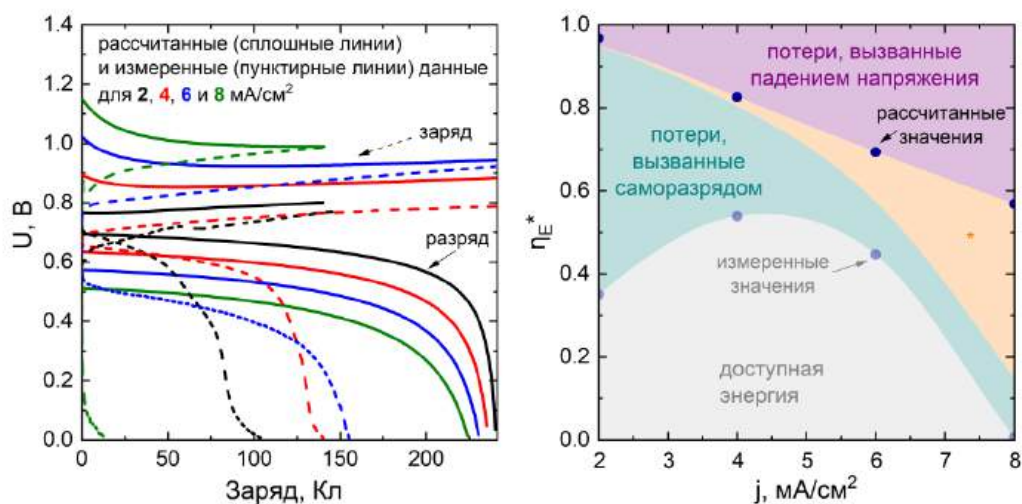 рассчитанные (сплошные линии)
и измеренные (пунктирные линии) данные
для 2, 4, 6 и 8 мА/см²
заряд
разряд
1.4
1.2
1.0
0.8
0.6
0.4
0.2
0.0
U, В
0
50
100
150
200
Заряд, Кл
потери, вызванные
падением напряжения
рассчитанные
значения
потери,
вызванные
саморазрядом
*
измеренные
значения
доступная
энергия
1.0
0.8
0.6
0.4
0.2
0.0
ηE*
2
3
4
5
6
7
8
j, мА/см²